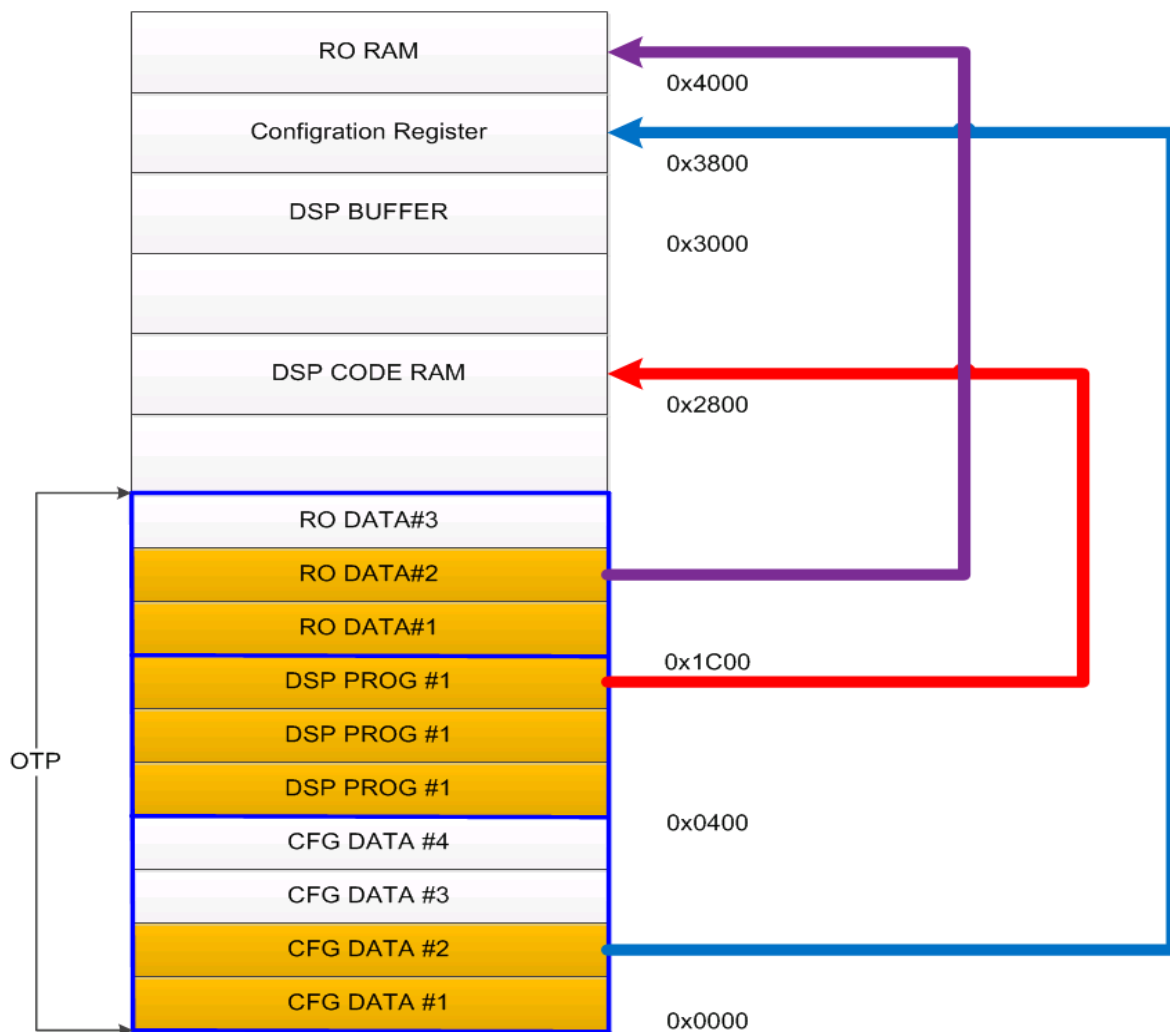 RO RAM
0x4000
Configration Register
0x3800
DSP BUFFER
0x3000
DSP CODE RAM
0x2800
RO DATA#3
RO DATA#2
RO DATA#1
0x1C00
DSP PROG #1
DSP PROG #1
OTP
DSP PROG #1
0x0400
CFG DATA #4
CFG DATA #3
CFG DATA #2
CFG DATA #1
0x0000